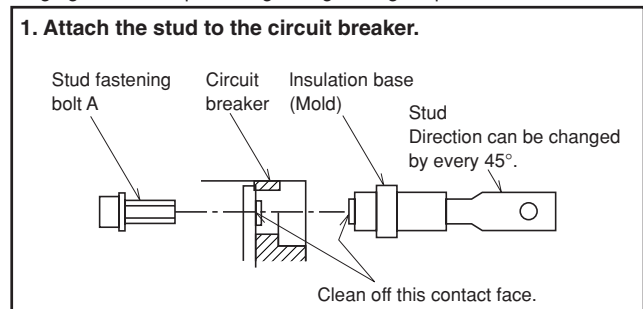 1. Attach the stud to the circuit breaker.
Stud fastening
bolt A
Circuit
breaker
Insulation base
(Mold)
Stud
Direction can be changed
by every 45°.
Clean off this contact face.